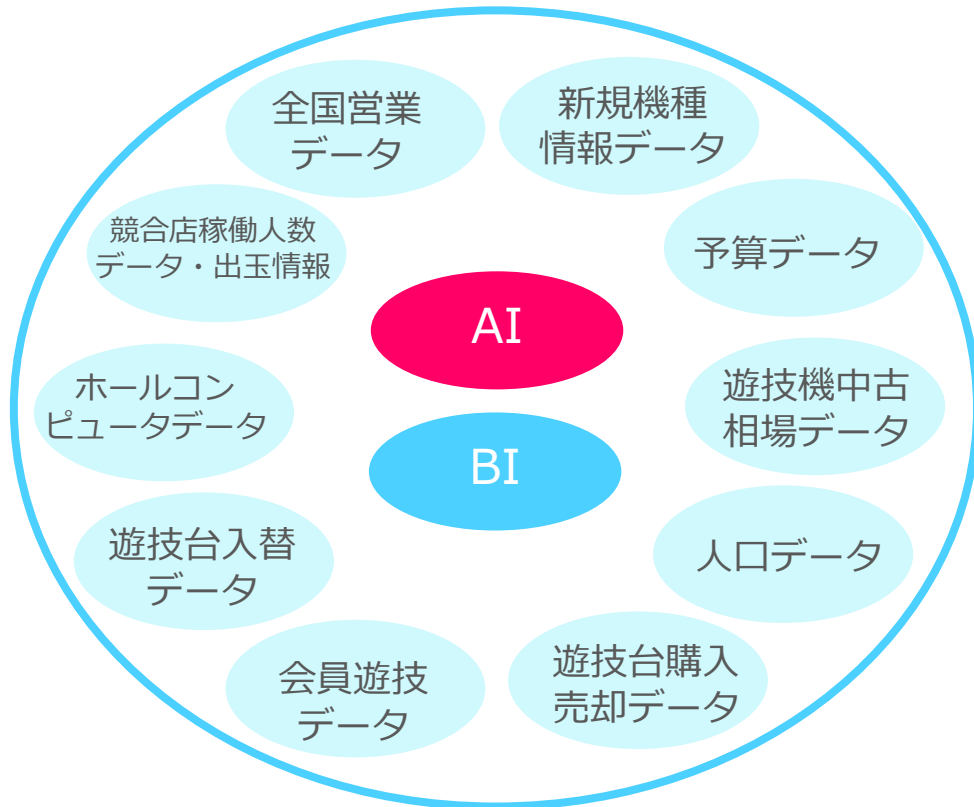 全国営業
データ
新規機種
情報データ
競合店稼働人数
データ・出玉情報
予算データ
AI
ホールコン
ピュータデータ
遊技機中古
相場データ
BI
遊技台入替
データ
人口データ
会員遊技
データ
遊技台購入
売却データ